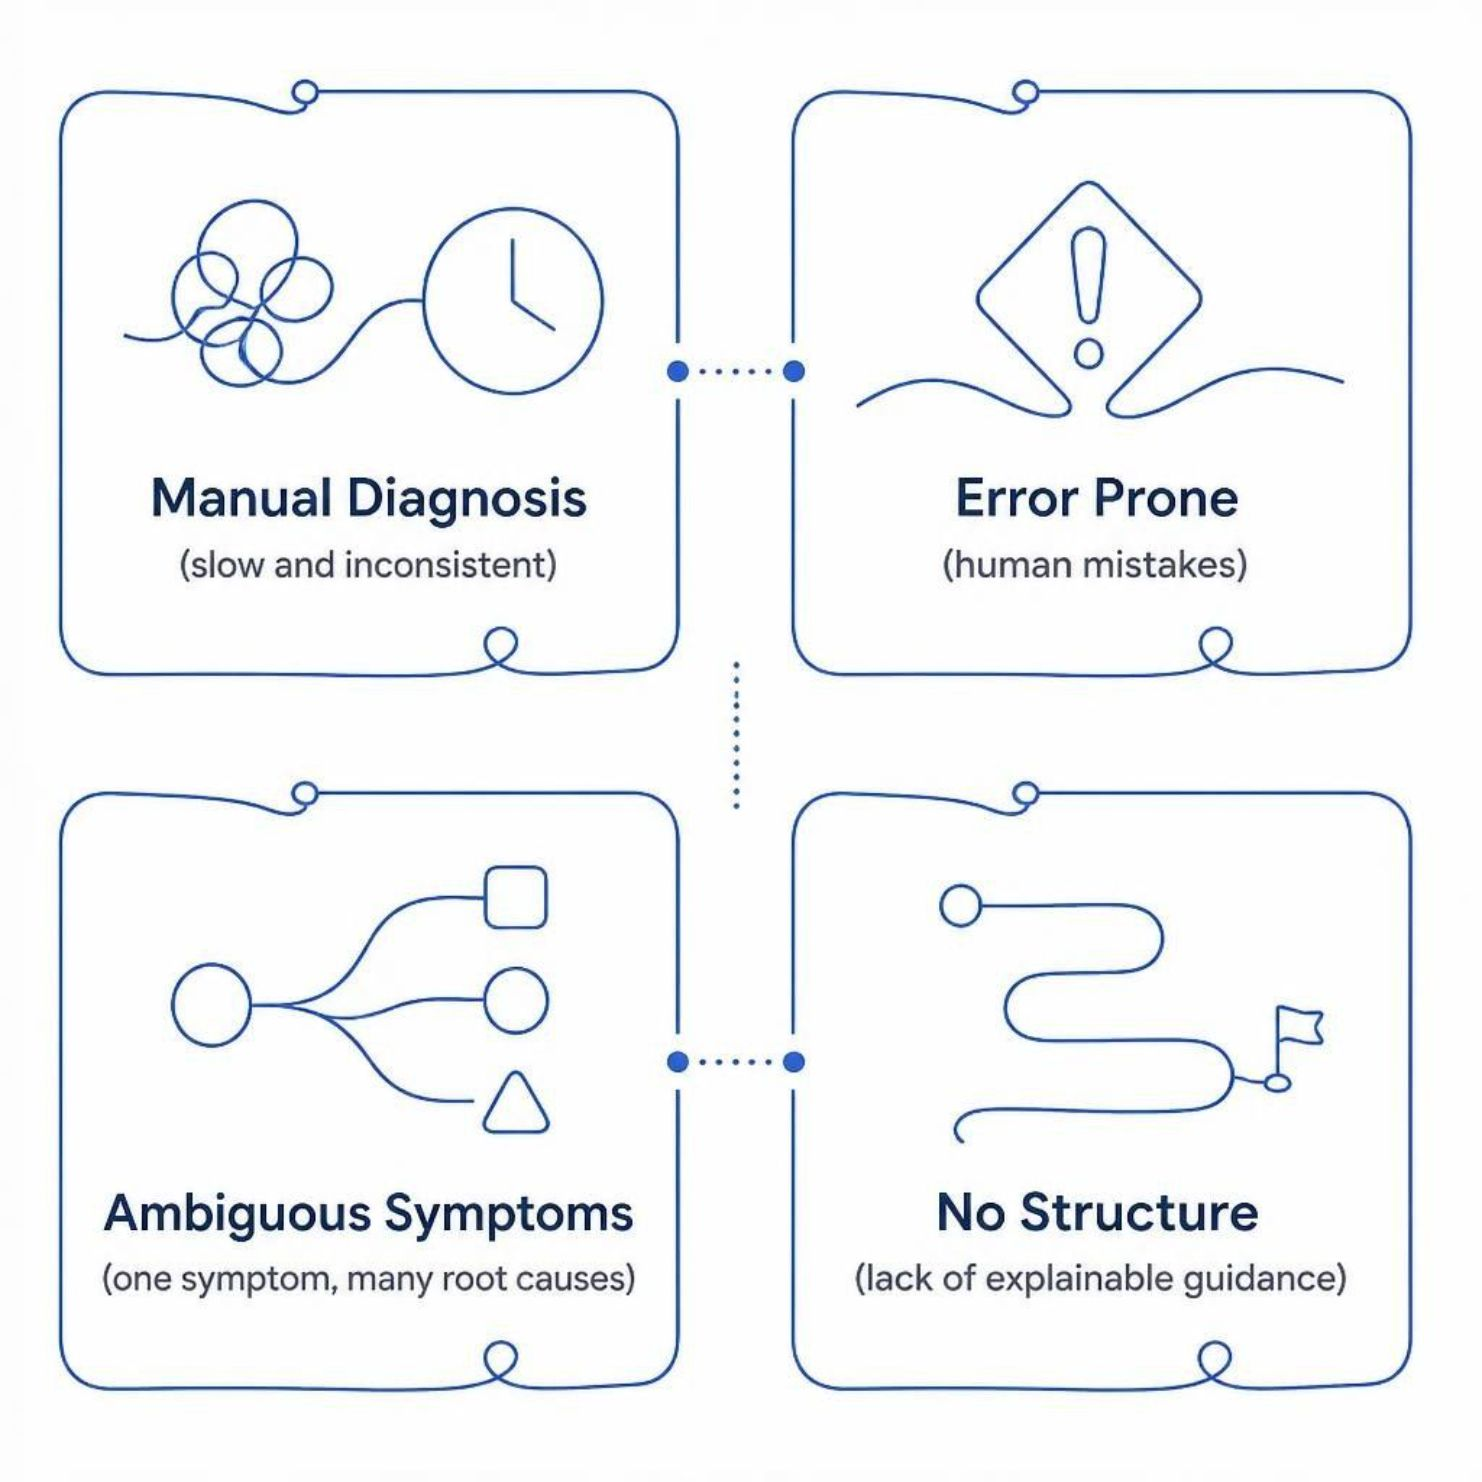 Manual Diagnosis
(slow and inconsistent)
Error Prone
(human mistakes)
Ambiguous Symptoms
(one symptom, many root causes)
No Structure
(lack of explainable guidance)